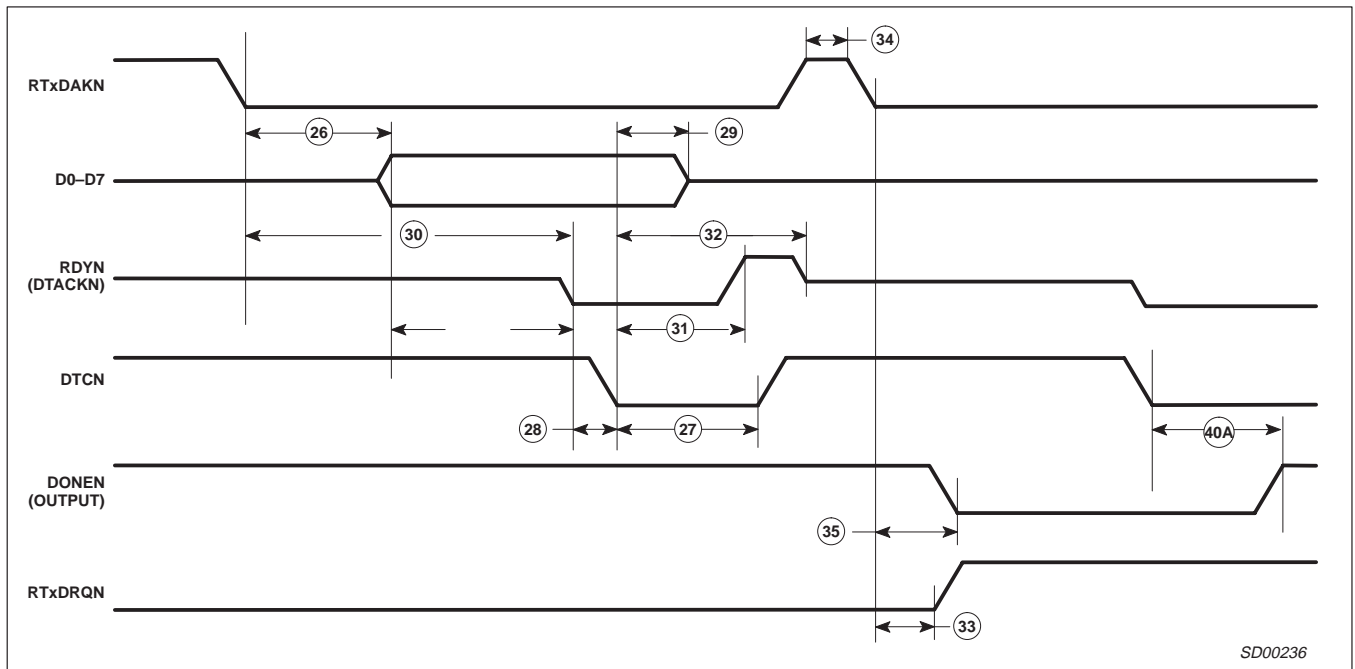 34
RTxDAKN
26
29
D0–D7
30
32
RDYN
(DTACKN)
31
DTCN
28
27
40A
DONEN
(OUTPUT)
35
RTxDRQN
33
SD00236